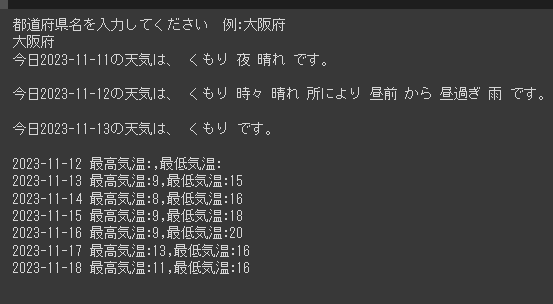 都道府県名を入力してください　例:大阪府
大阪府
今日2023-11-11の天気は、 くもり 夜 晴れ です。
今日2023-11-12の天気は、 くもり 時々 晴れ 所により 昼前 から 昼過ぎ 雨 です。
今日2023-11-13の天気は、 くもり です。
2023-11-12 最高気温:,最低気温:
2023-11-13 最高気温:9,最低気温:15
2023-11-14 最高気温:8,最低気温:16
2023-11-15 最高気温:9,最低気温:18
2023-11-16 最高気温:9,最低気温:20
2023-11-17 最高気温:13,最低気温:16
2023-11-18 最高気温:11,最低気温:16